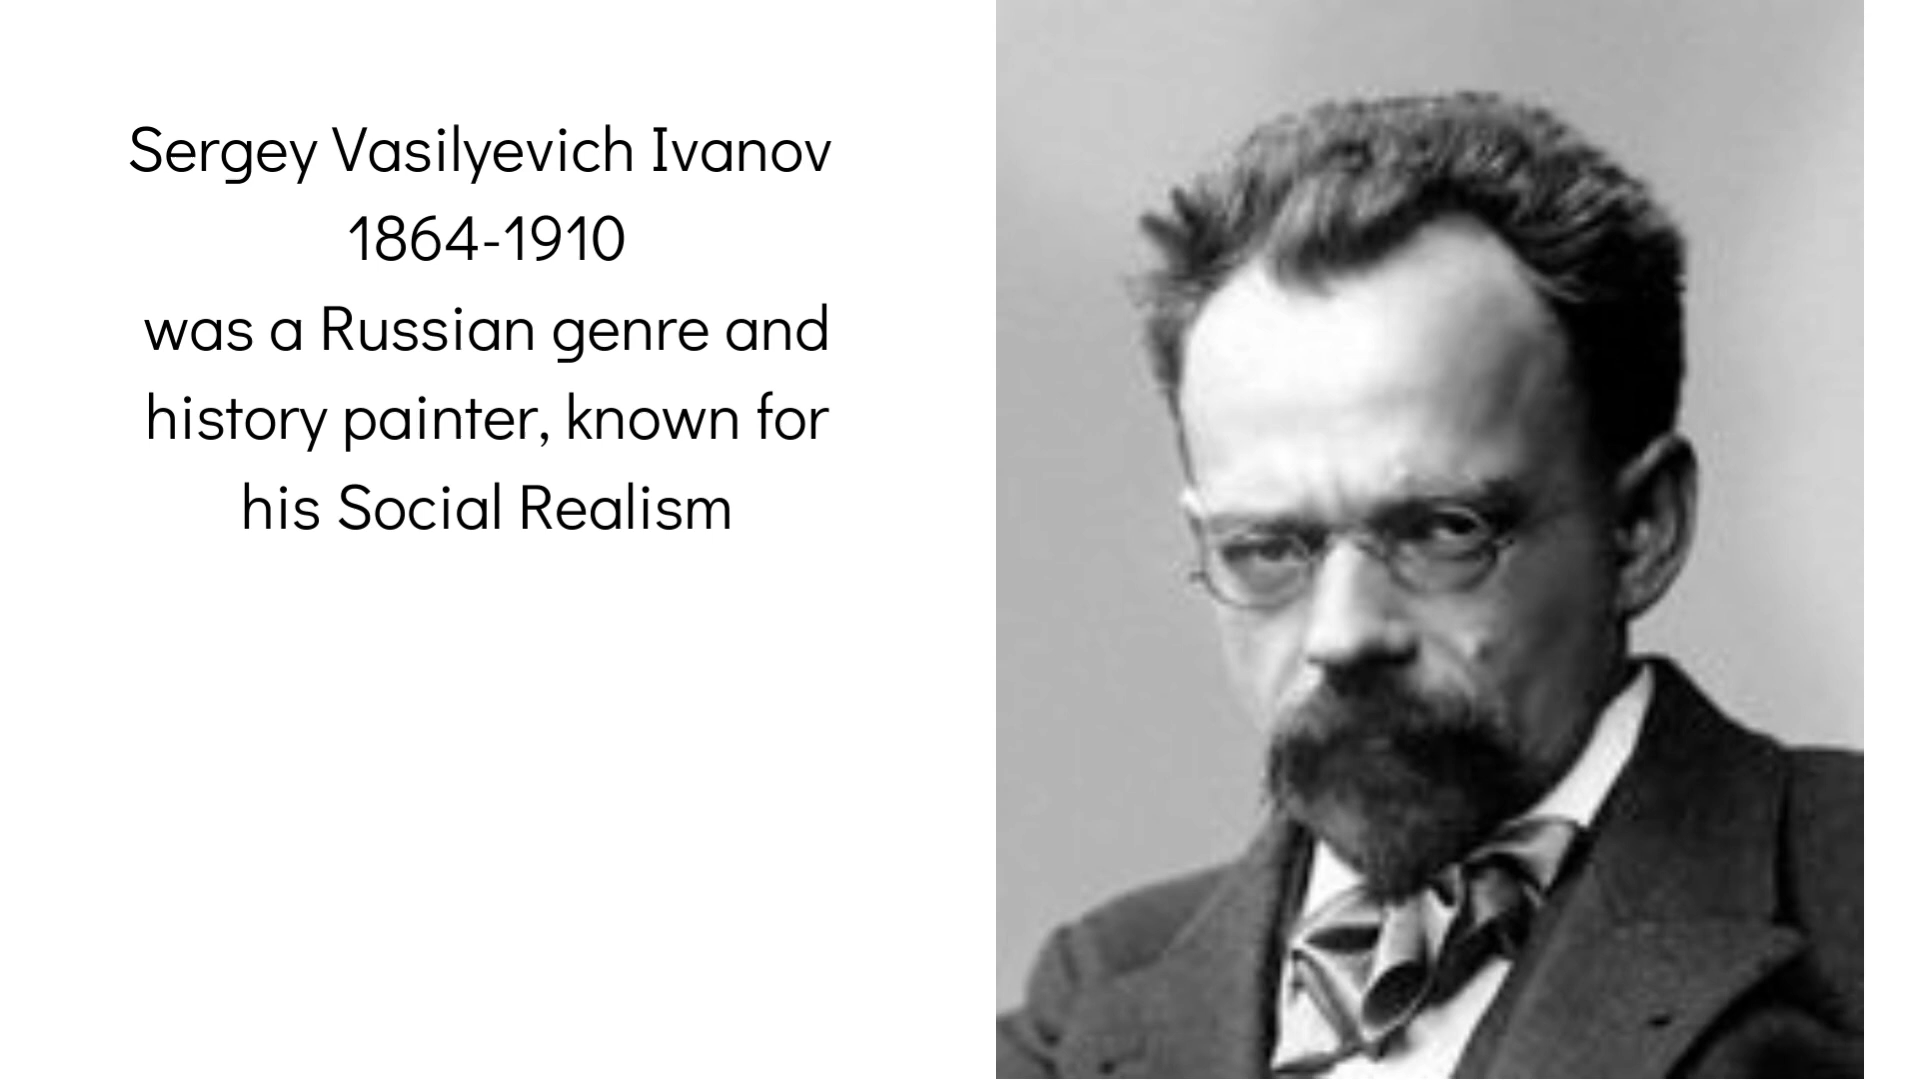 Sergey Vasilyevich Ivanov
1864-1910
was a Russian genre and
history painter, known for
his Social Realism